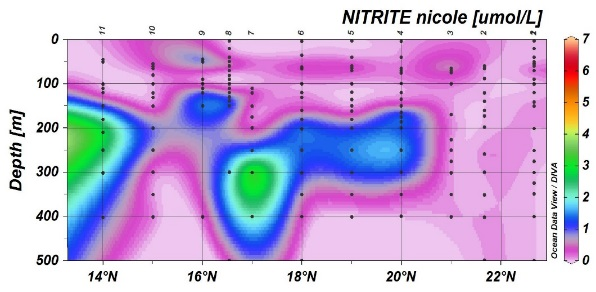 NITRITE nicole [umol/L]
11 10 9 8 7 6 5 4 3 2
0
100
200
300
400
500
Depth [m]
14°N 16°N 18°N 20°N 22°N
7
6
5
4
3
2
1
0
Ocean Data View / DIVA